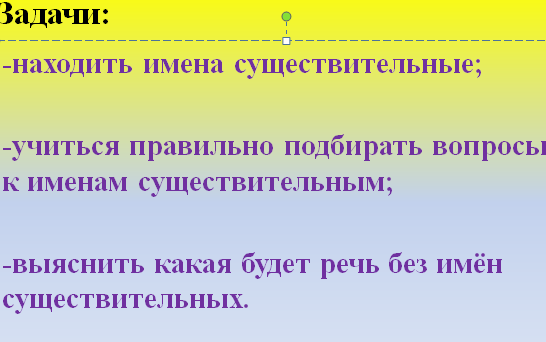 Задачи:
-находить имена существительные;
-учиться правильно подбирать вопросы
к именам существительным;
-выяснить какая будет речь без имён
существительных.